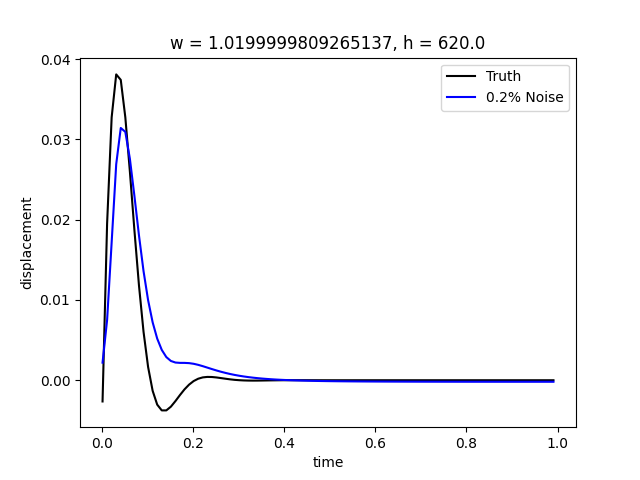 w = 1.0199999809265137, h = 620.0
Truth
0.2% Noise
displacement
0.04
0.03
0.02
0.01
0.00
0.0 0.2 0.4 0.6 0.8 1.0
time